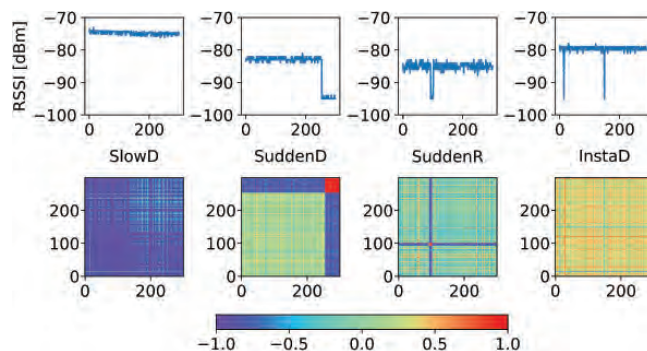 −70 −70 −70 −70
−80 −80 −80 −80
−90 −90 −90 −90
−100 −100 −100 −100
RSSI [dBm]
0 200 0 200 0 200 0 200
SlowD SuddenD SuddenR InstaD
200 200 200 200
100 100 100 100
0 0 0 0
0 200 0 200 0 200 0 200
−1.0 −0.5 0.0 0.5 1.0